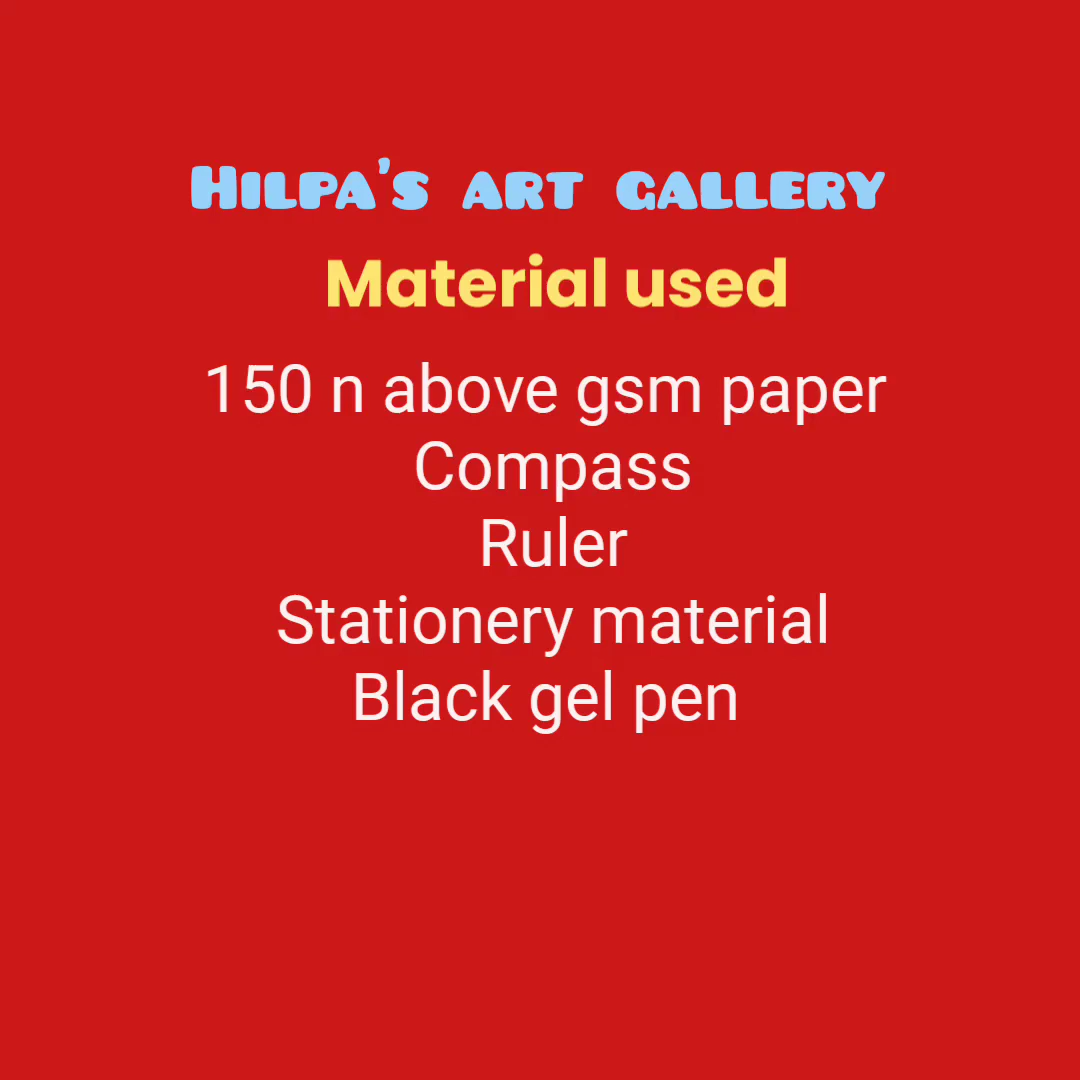 Hilpa's art gallery
Material used
150 n above gsm paper
Compass
Ruler
Stationery material
Black gel pen